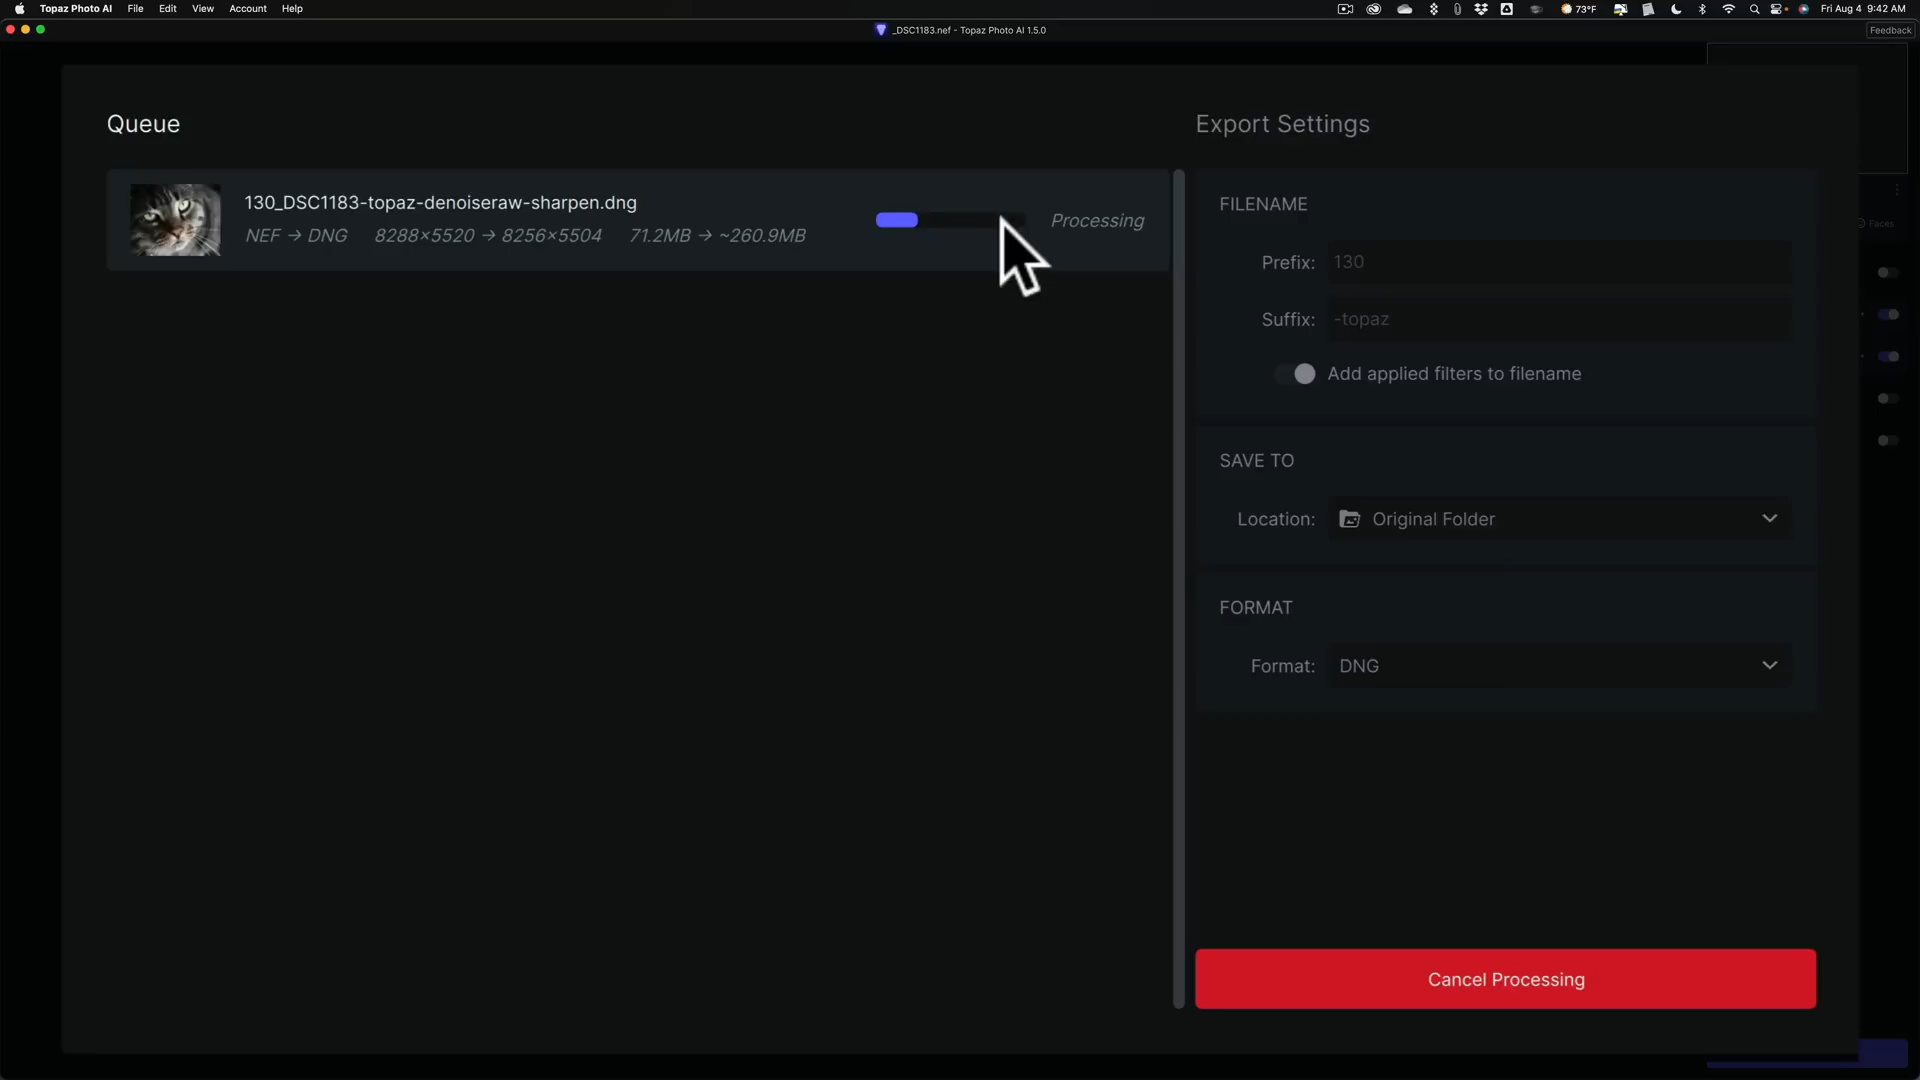 Topaz Photo AI File Edit View Account Help 73°F Fri Aug 4 9:42 AM
_DSC1183.nef - Topaz Photo AI 1.5.0 Feedback
Queue
130_DSC1183-topaz-denoiseraw-sharpen.dng
NEF → DNG 8288×5520 → 8256×5504 71.2MB → ~260.9MB
Processing
Export Settings
FILENAME
Prefix: 130
Suffix: -topaz
Add applied filters to filename
SAVE TO
Location: Original Folder
FORMAT
Format: DNG
Cancel Processing
Faces